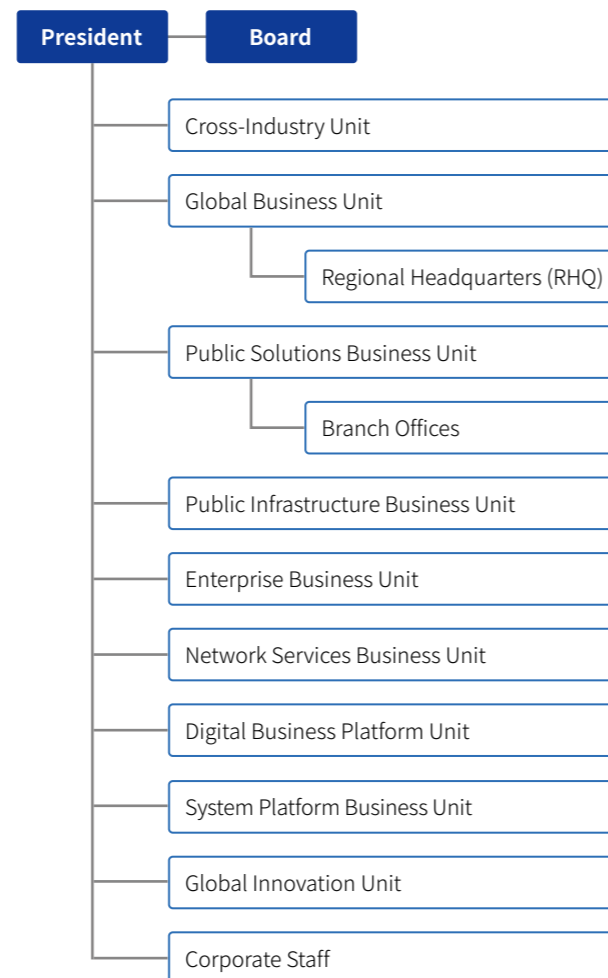 President
Board
Cross-Industry Unit
Global Business Unit
Regional Headquarters (RHQ)
Public Solutions Business Unit
Branch Offices
Public Infrastructure Business Unit
Enterprise Business Unit
Network Services Business Unit
Digital Business Platform Unit
System Platform Business Unit
Global Innovation Unit
Corporate Staff